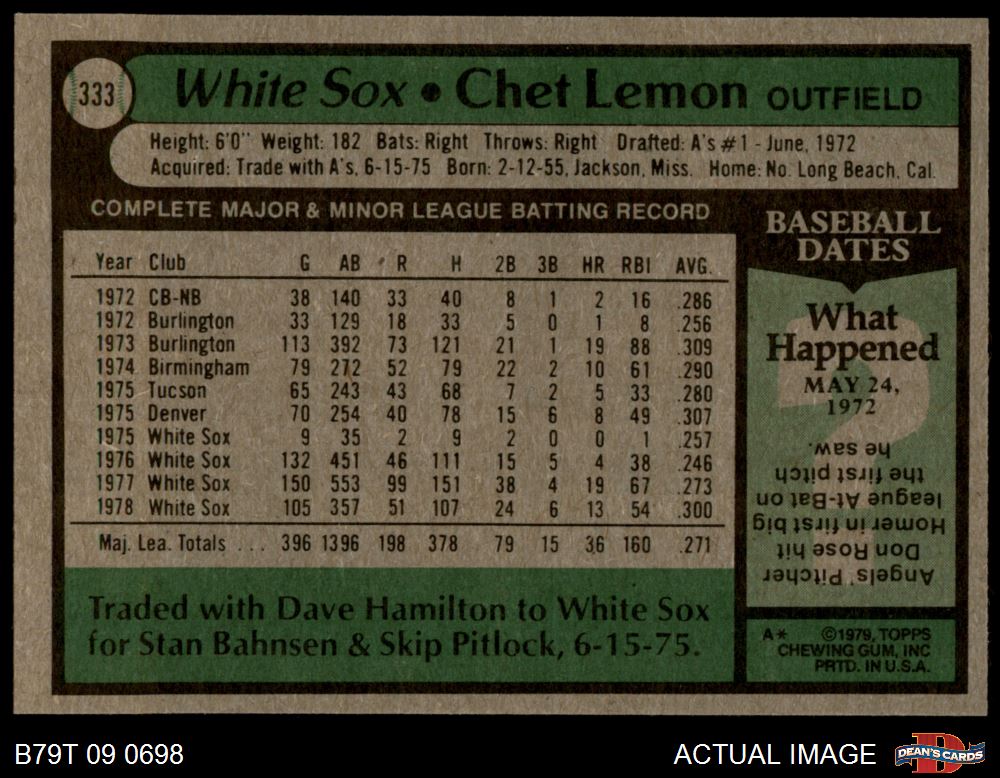 333 White Sox • Chet Lemon OUTFIELD
Height: 6'0" Weight: 182 Bats: Right Throws: Right Drafted: A's #1 - June, 1972
Acquired: Trade with A's, 6-15-75 Born: 2-12-55, Jackson, Miss. Home: No. Long Beach, Cal.
COMPLETE MAJOR & MINOR LEAGUE BATTING RECORD
Year Club G AB R H 2B 3B HR RBI AVG.
1972 CB-NB 38 140 33 40 8 1 2 16 .286
1972 Burlington 33 129 18 33 5 0 1 8 .256
1973 Burlington 113 392 73 121 21 1 19 88 .309
1974 Birmingham 79 272 52 79 22 2 10 61 .290
1975 Tucson 65 243 43 68 7 2 5 33 .280
1975 Denver 70 254 40 78 15 6 8 49 .307
1975 White Sox 9 35 2 9 2 0 0 1 .257
1976 White Sox 132 451 46 111 15 5 4 38 .246
1977 White Sox 150 553 99 151 38 4 19 67 .273
1978 White Sox 105 357 51 107 24 6 13 54 .300
Maj. Lea. Totals . . . 396 1396 198 378 79 15 36 160 .271
Traded with Dave Hamilton to White Sox
for Stan Bahnsen & Skip Pitlock, 6-15-75.
BASEBALL
DATES
What
Happened
MAY 24,
1972
Angels' Pitcher
Don Rose hit
Homer in first big
league At-Bat on
the first pitch
he saw.
A* ©1979, TOPPS
CHEWING GUM, INC
PRTD. IN U.S.A.
B79T 09 0698
ACTUAL IMAGE
DEAN'S CARDS